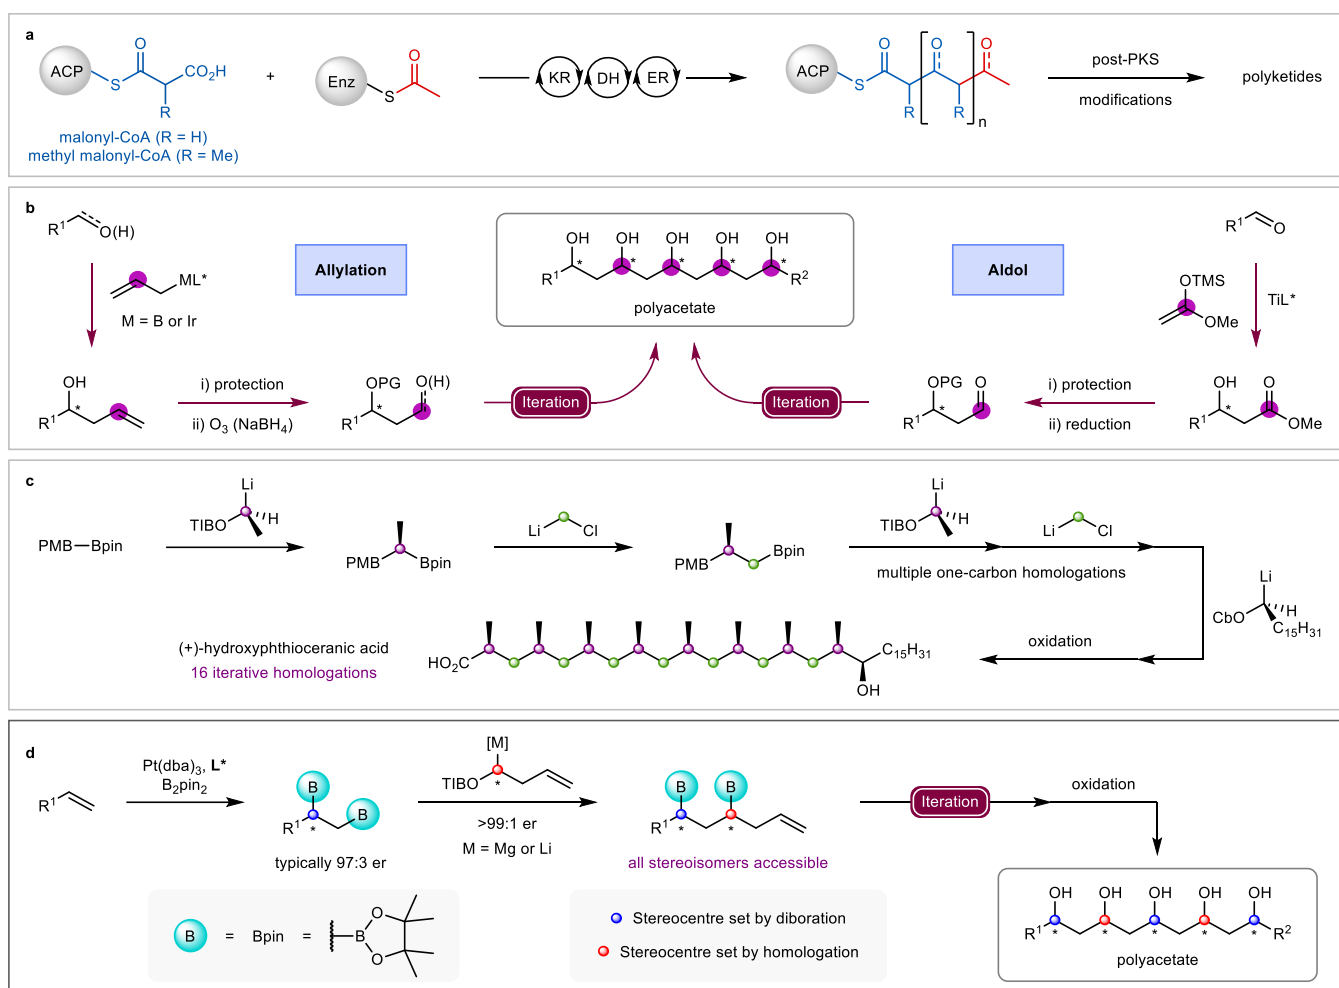 a
ACP
S
O
CO2H
R
malonyl-CoA (R = H)
methyl malonyl-CoA (R = Me)
+
Enz
S
O
KR
DH
ER
ACP
S
O
R
O
R
n
O
post-PKS
modifications
polyketides
b
R1
O(H)
ML*
M = B or Ir
Allylation
OH OH OH OH OH
R1 * * * * * R2
polyacetate
Aldol
R1
O
OTMS
OMe
TiL*
OH
R1
*
i) protection
ii) O3 (NaBH4)
OPG O(H)
R1
*
Iteration
Iteration
OPG O
R1
*
i) protection
ii) reduction
OH O
R1
*
OMe
c
PMB Bpin
Li
TIBO
H
PMB Bpin
Li Cl
PMB
Bpin
Li
TIBO
H
Li Cl
multiple one-carbon homologations
Li
CbO
H
C15H31
oxidation
(+)-hydroxyphthioceranic acid
16 iterative homologations
HO2C
C15H31
OH
d
R1
Pt(dba)3, L*
B2pin2
B
B
R1
*
typically 97:3 er
[M]
TIBO
*
>99:1 er
M = Mg or Li
B B
R1
* *
all stereoisomers accessible
Iteration
oxidation
B = Bpin =
B
O
O
Stereocentre set by diboration
Stereocentre set by homologation
OH OH OH OH OH
R1 * * * * * R2
polyacetate